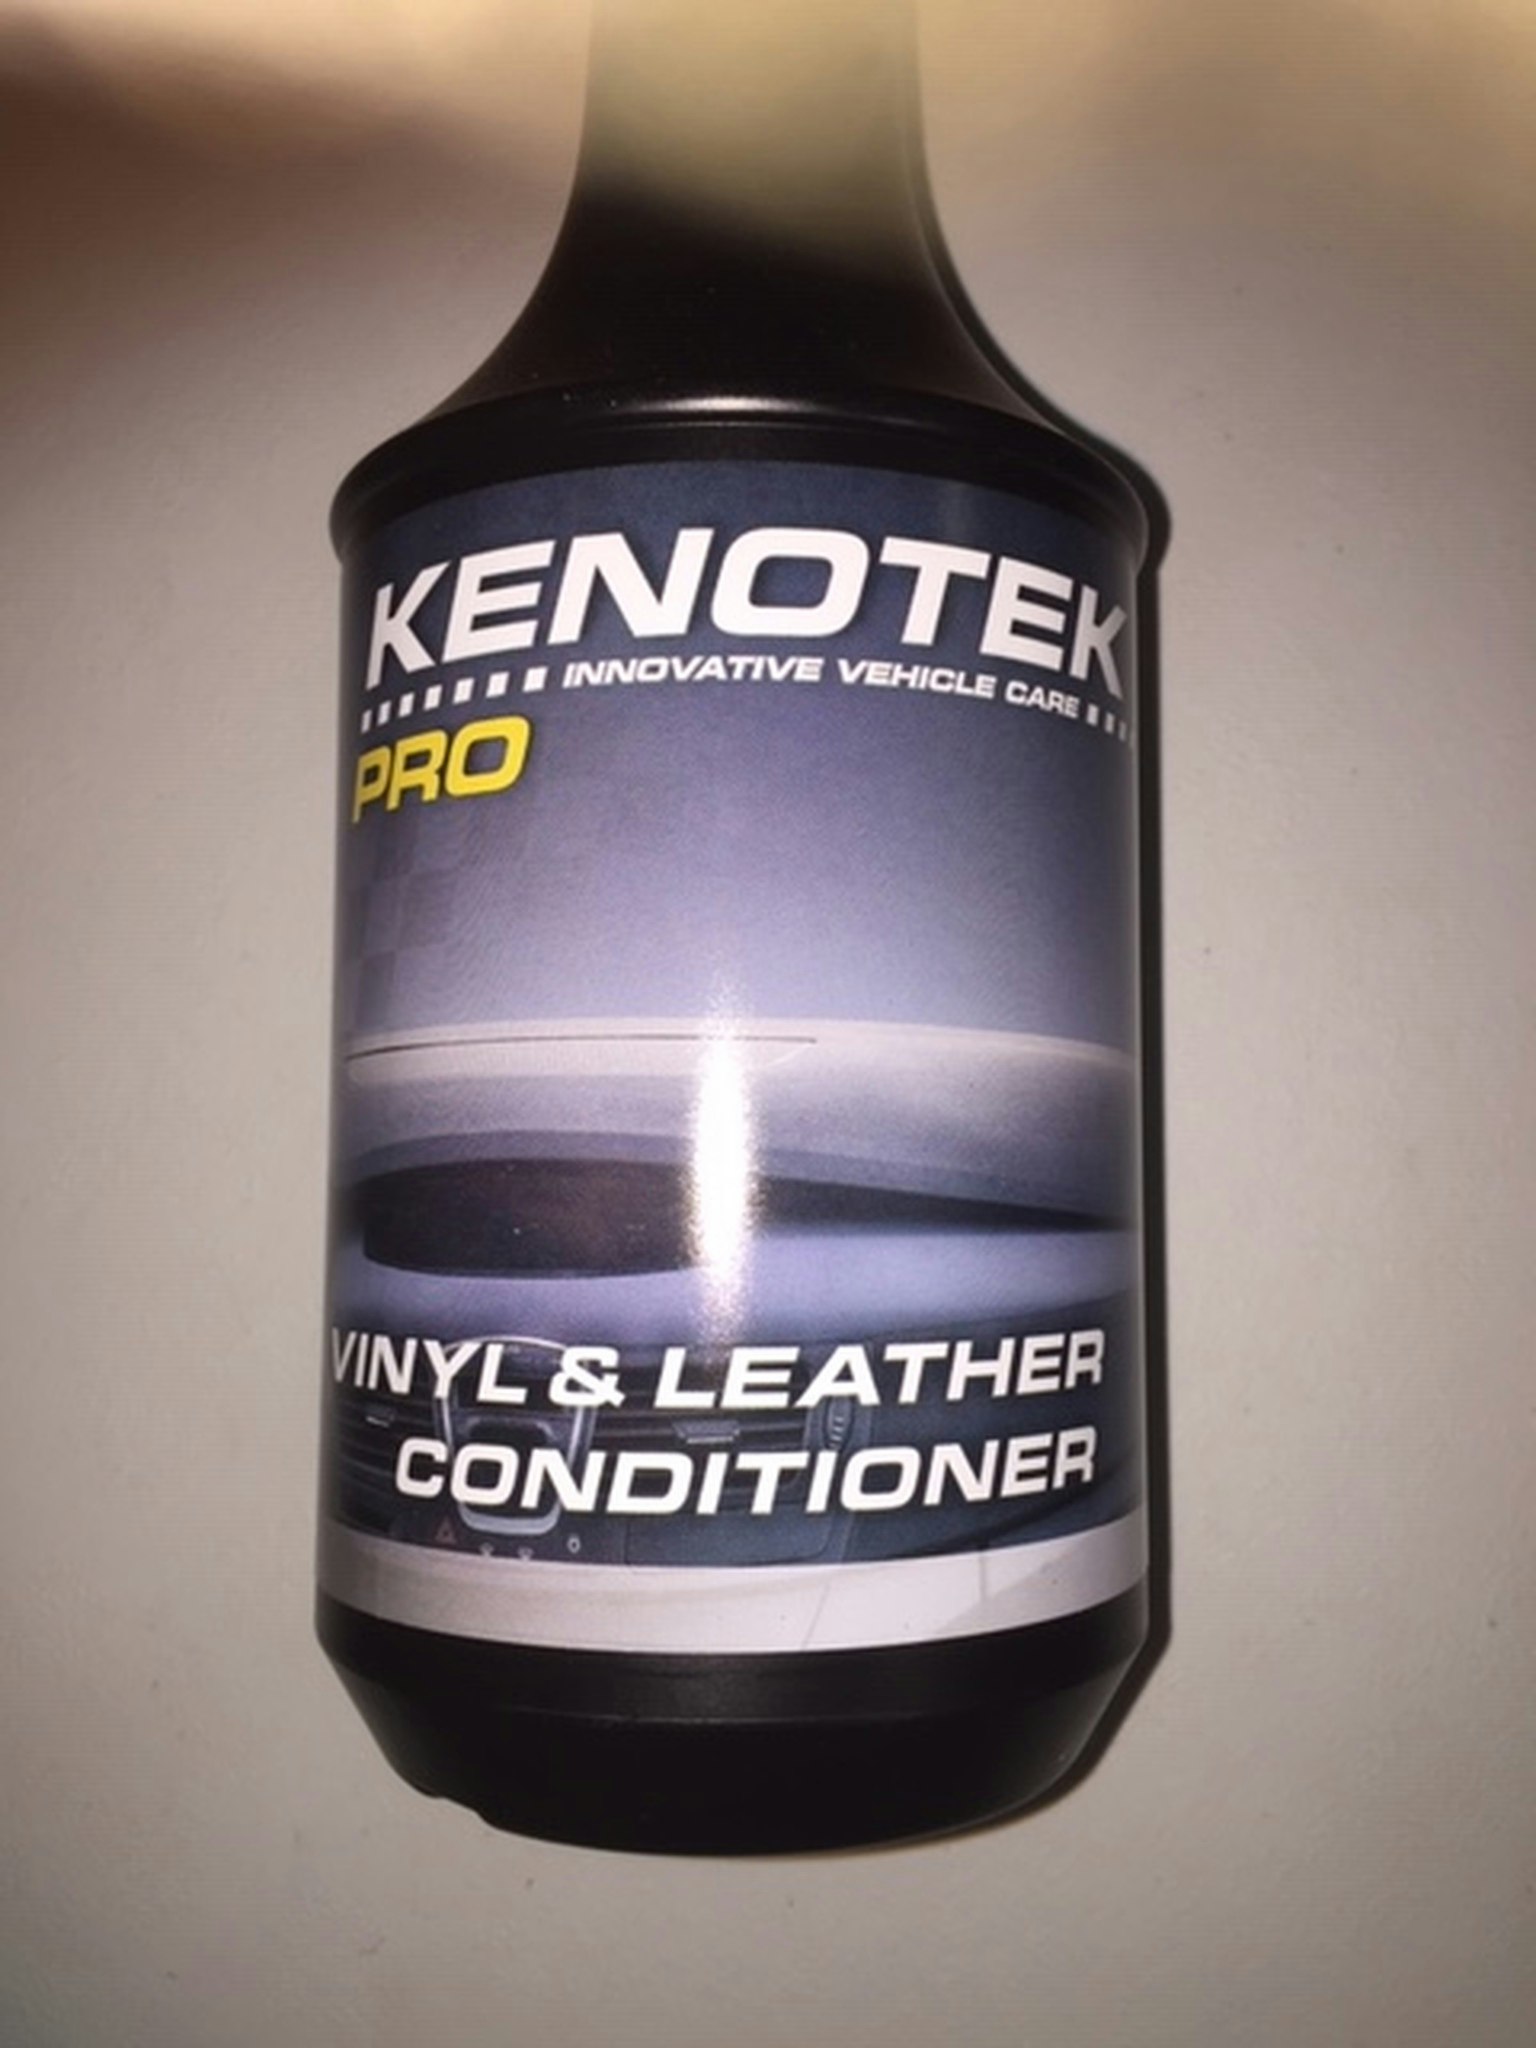 KENOTEK
INNOVATIVE VEHICLE CARE
PRO
VINYL & LEATHER
CONDITIONER